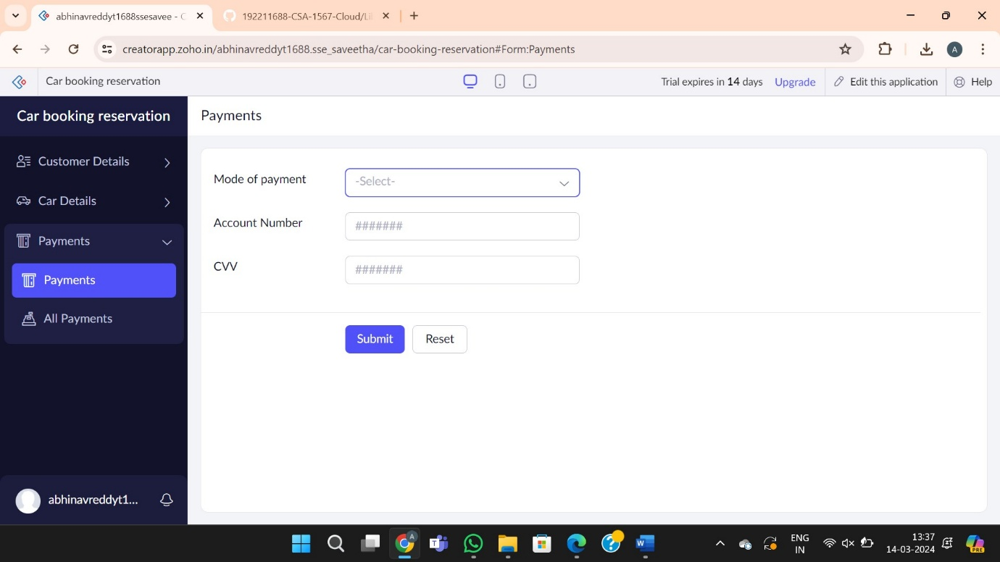 abhinavreddyt1688ssesavee - C
192211688-CSA-1567-Cloud/Li
creatorapp.zoho.in/abhinavreddyt1688.sse_saveetha/car-booking-reservation#Form:Payments
A
Car booking reservation
Trial expires in 14 days
Upgrade
Edit this application
Help
Car booking reservation
Payments
Customer Details
Car Details
Payments
Payments
All Payments
Mode of payment
-Select-
Account Number
#######
CVV
#######
Submit
Reset
abhinavreddyt1...
A
T
W
ENG
IN
13:37
14-03-2024
PRE